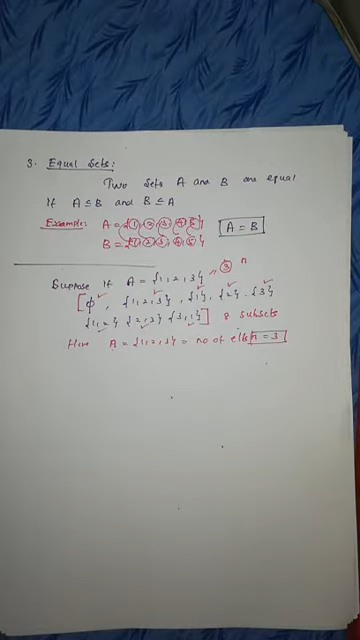 3. Equal Sets:
Two sets A and B are equal
If A ⊆ B and B ⊆ A
Example: A = {1, 2, 3, 4, 5} A = B
B = {1, 2, 3, 4, 5}
Suppose if A = {1, 2, 3} 3 n
[ϕ, {1, 2, 3}, {1}, {2}, {3}
{1, 2} {2, 3} {3, 1}] 8 subsets
Here A = {1, 2, 3} = no of ells n = 3